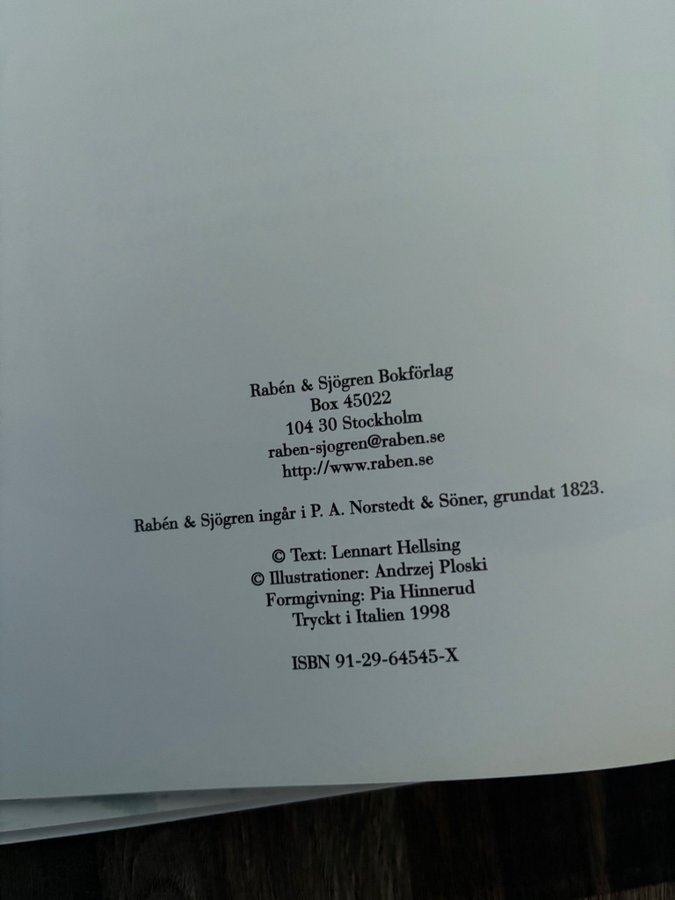 Rabén & Sjögren Bokförlag
Box 45022
104 30 Stockholm
raben-sjogren@raben.se
http://www.raben.se
Rabén & Sjögren ingår i P. A. Norstedt & Söner, grundat 1823.
© Text: Lennart Hellsing
© Illustrationer: Andrzej Ploski
Formgivning: Pia Hinnerud
Tryckt i Italien 1998
ISBN 91-29-64545-X